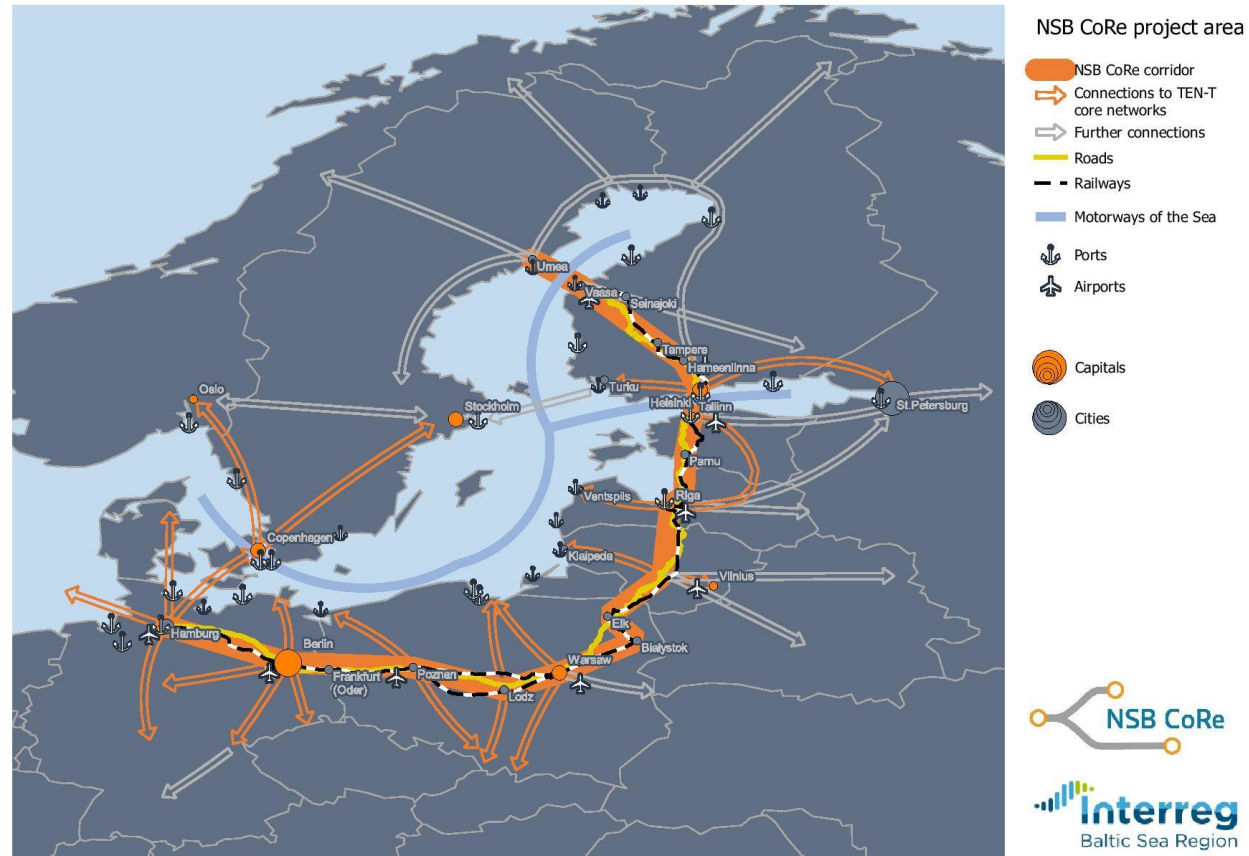 NSB CoRe project area
NSB CoRe corridor
Connections to TEN-T
core networks
Further connections
Roads
Railways
Motorways of the Sea
Ports
Airports
Capitals
Cities
Umea
Vaasa
Seinajoki
Tampere
Hameenlinna
Turku
Helsinki
Tallinn
St.Petersburg
Oslo
Stockholm
Parnu
Ventspils
Riga
Copenhagen
Klaipeda
Vilnius
Elk
Bialystok
Hamburg
Berlin
Frankfurt
(Oder)
Poznan
Lodz
Warsaw
NSB CoRe
Interreg
Baltic Sea Region